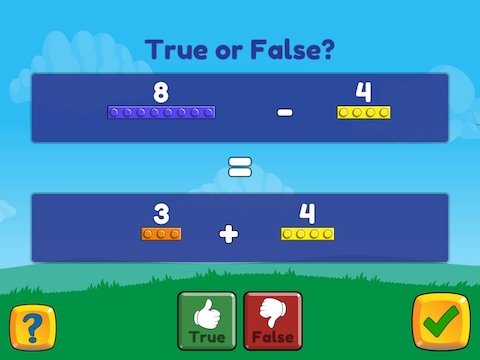 True or False?
8 - 4
=
3 + 4
?
True False